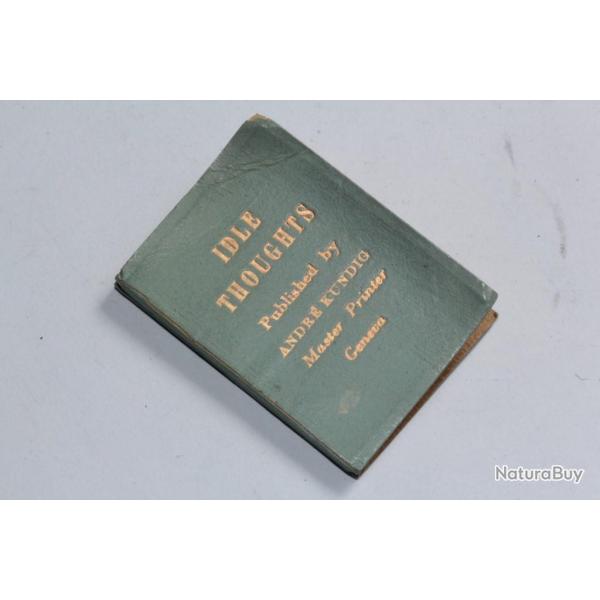 IDLE
THOUGHTS
Published by
ANDRÉ KUNDIG
Master Printer
Geneva
NaturaBuy